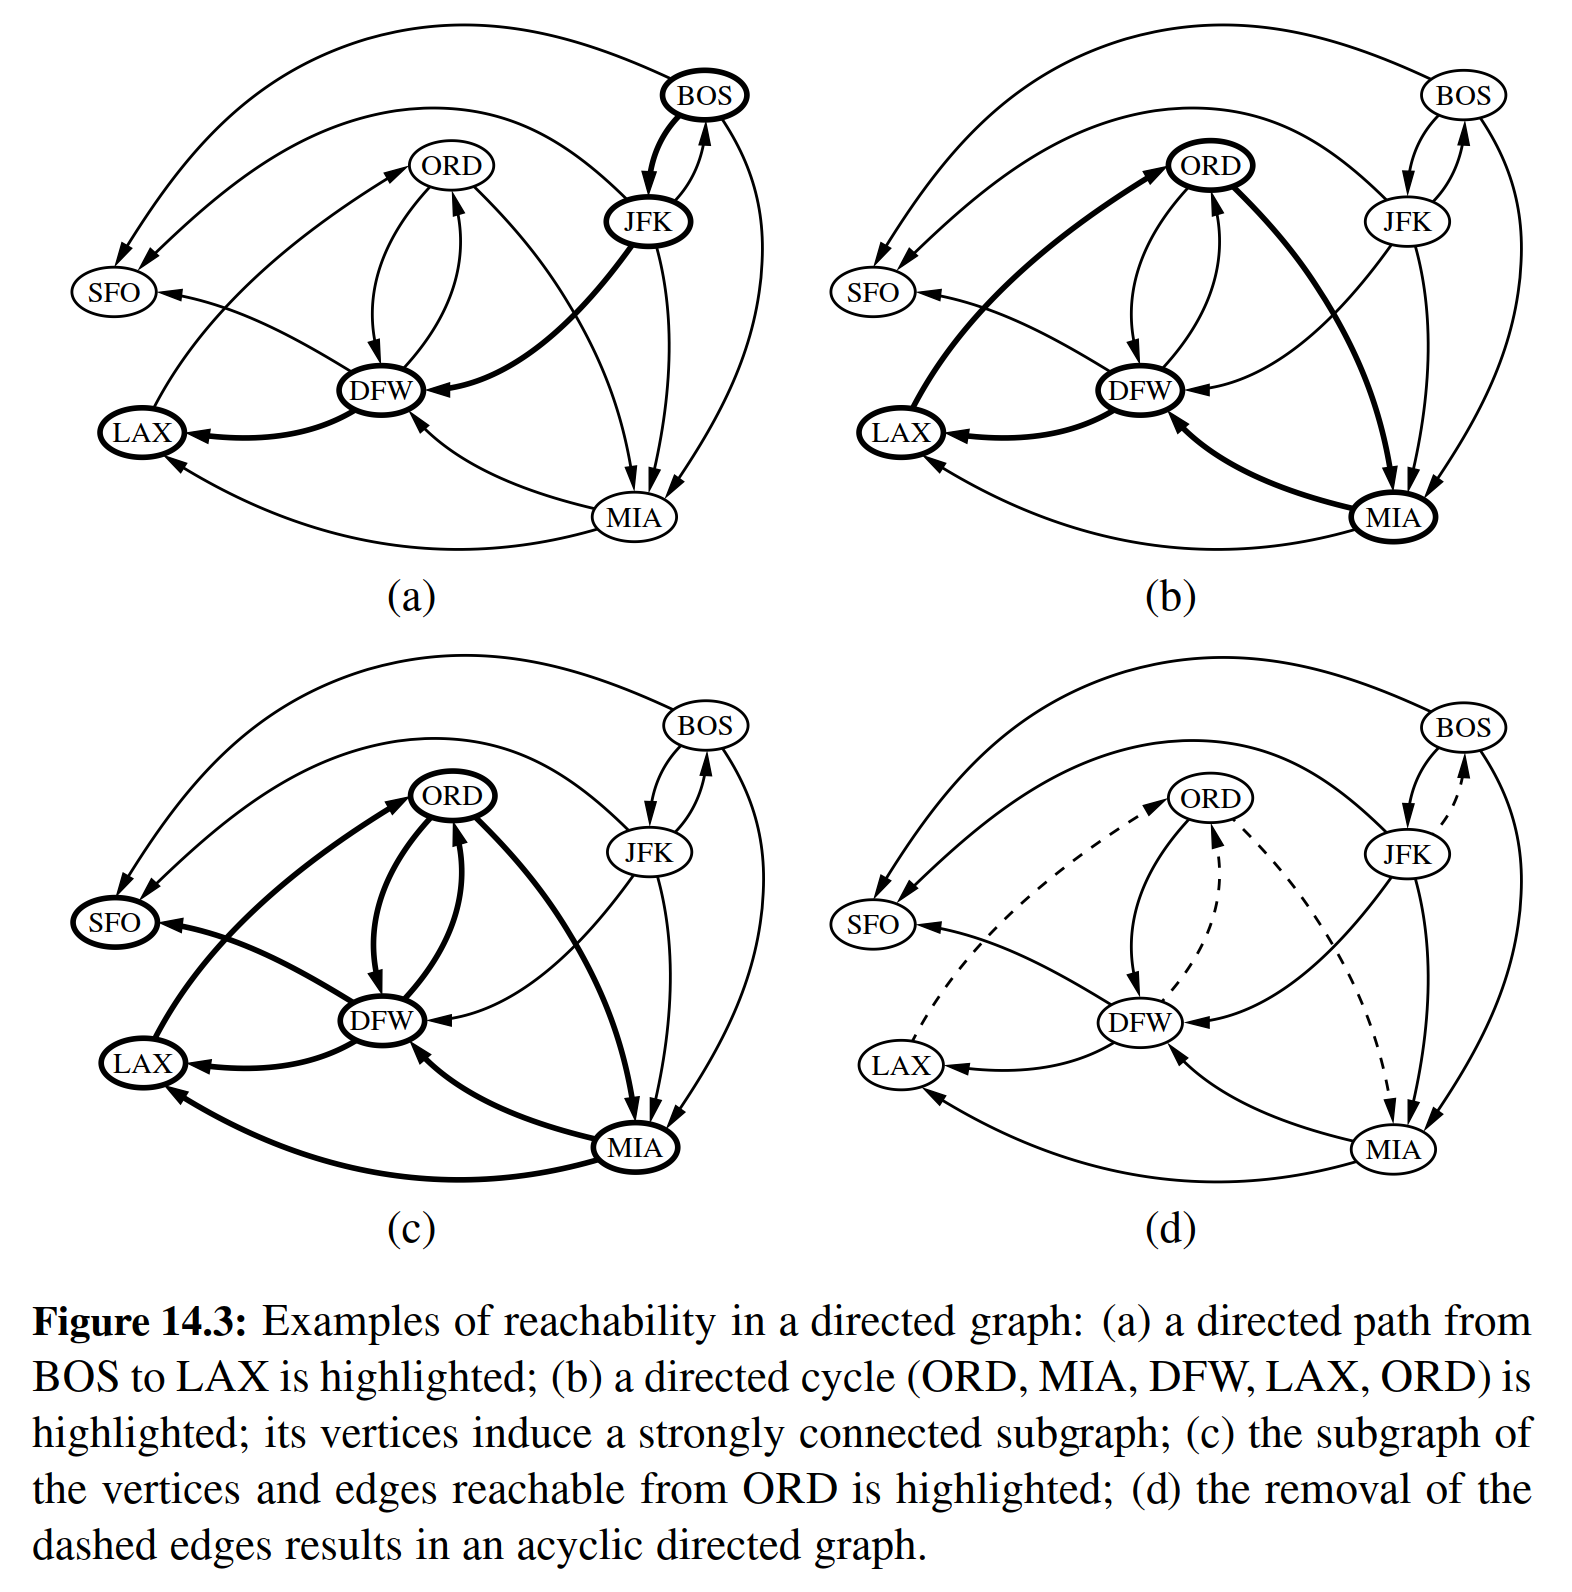 BOS
ORD
JFK
SFO
DFW
LAX
MIA
(a)
BOS
ORD
JFK
SFO
DFW
LAX
MIA
(b)
BOS
ORD
JFK
SFO
DFW
LAX
MIA
(c)
BOS
ORD
JFK
SFO
DFW
LAX
MIA
(d)
Figure 14.3: Examples of reachability in a directed graph: (a) a directed path from
BOS to LAX is highlighted; (b) a directed cycle (ORD, MIA, DFW, LAX, ORD) is
highlighted; its vertices induce a strongly connected subgraph; (c) the subgraph of
the vertices and edges reachable from ORD is highlighted; (d) the removal of the
dashed edges results in an acyclic directed graph.